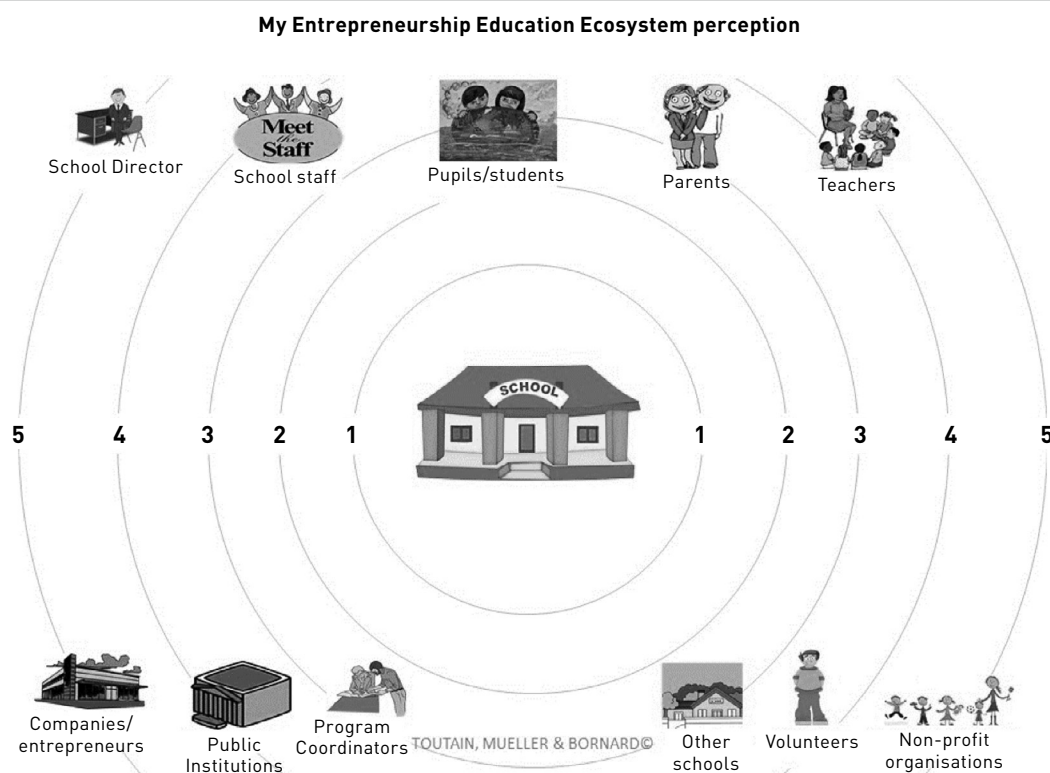 My Entrepreneurship Education Ecosystem perception
Meet
the
Staff
School Director
School staff
Pupils/students
Parents
Teachers
SCHOOL
5 4 3 2 1 1 2 3 4 5
Companies/
entrepreneurs
Public
Institutions
Program
Coordinators
TOUTAIN, MUELLER & BORNARD©
Other
schools
Volunteers
Non-profit
organisations